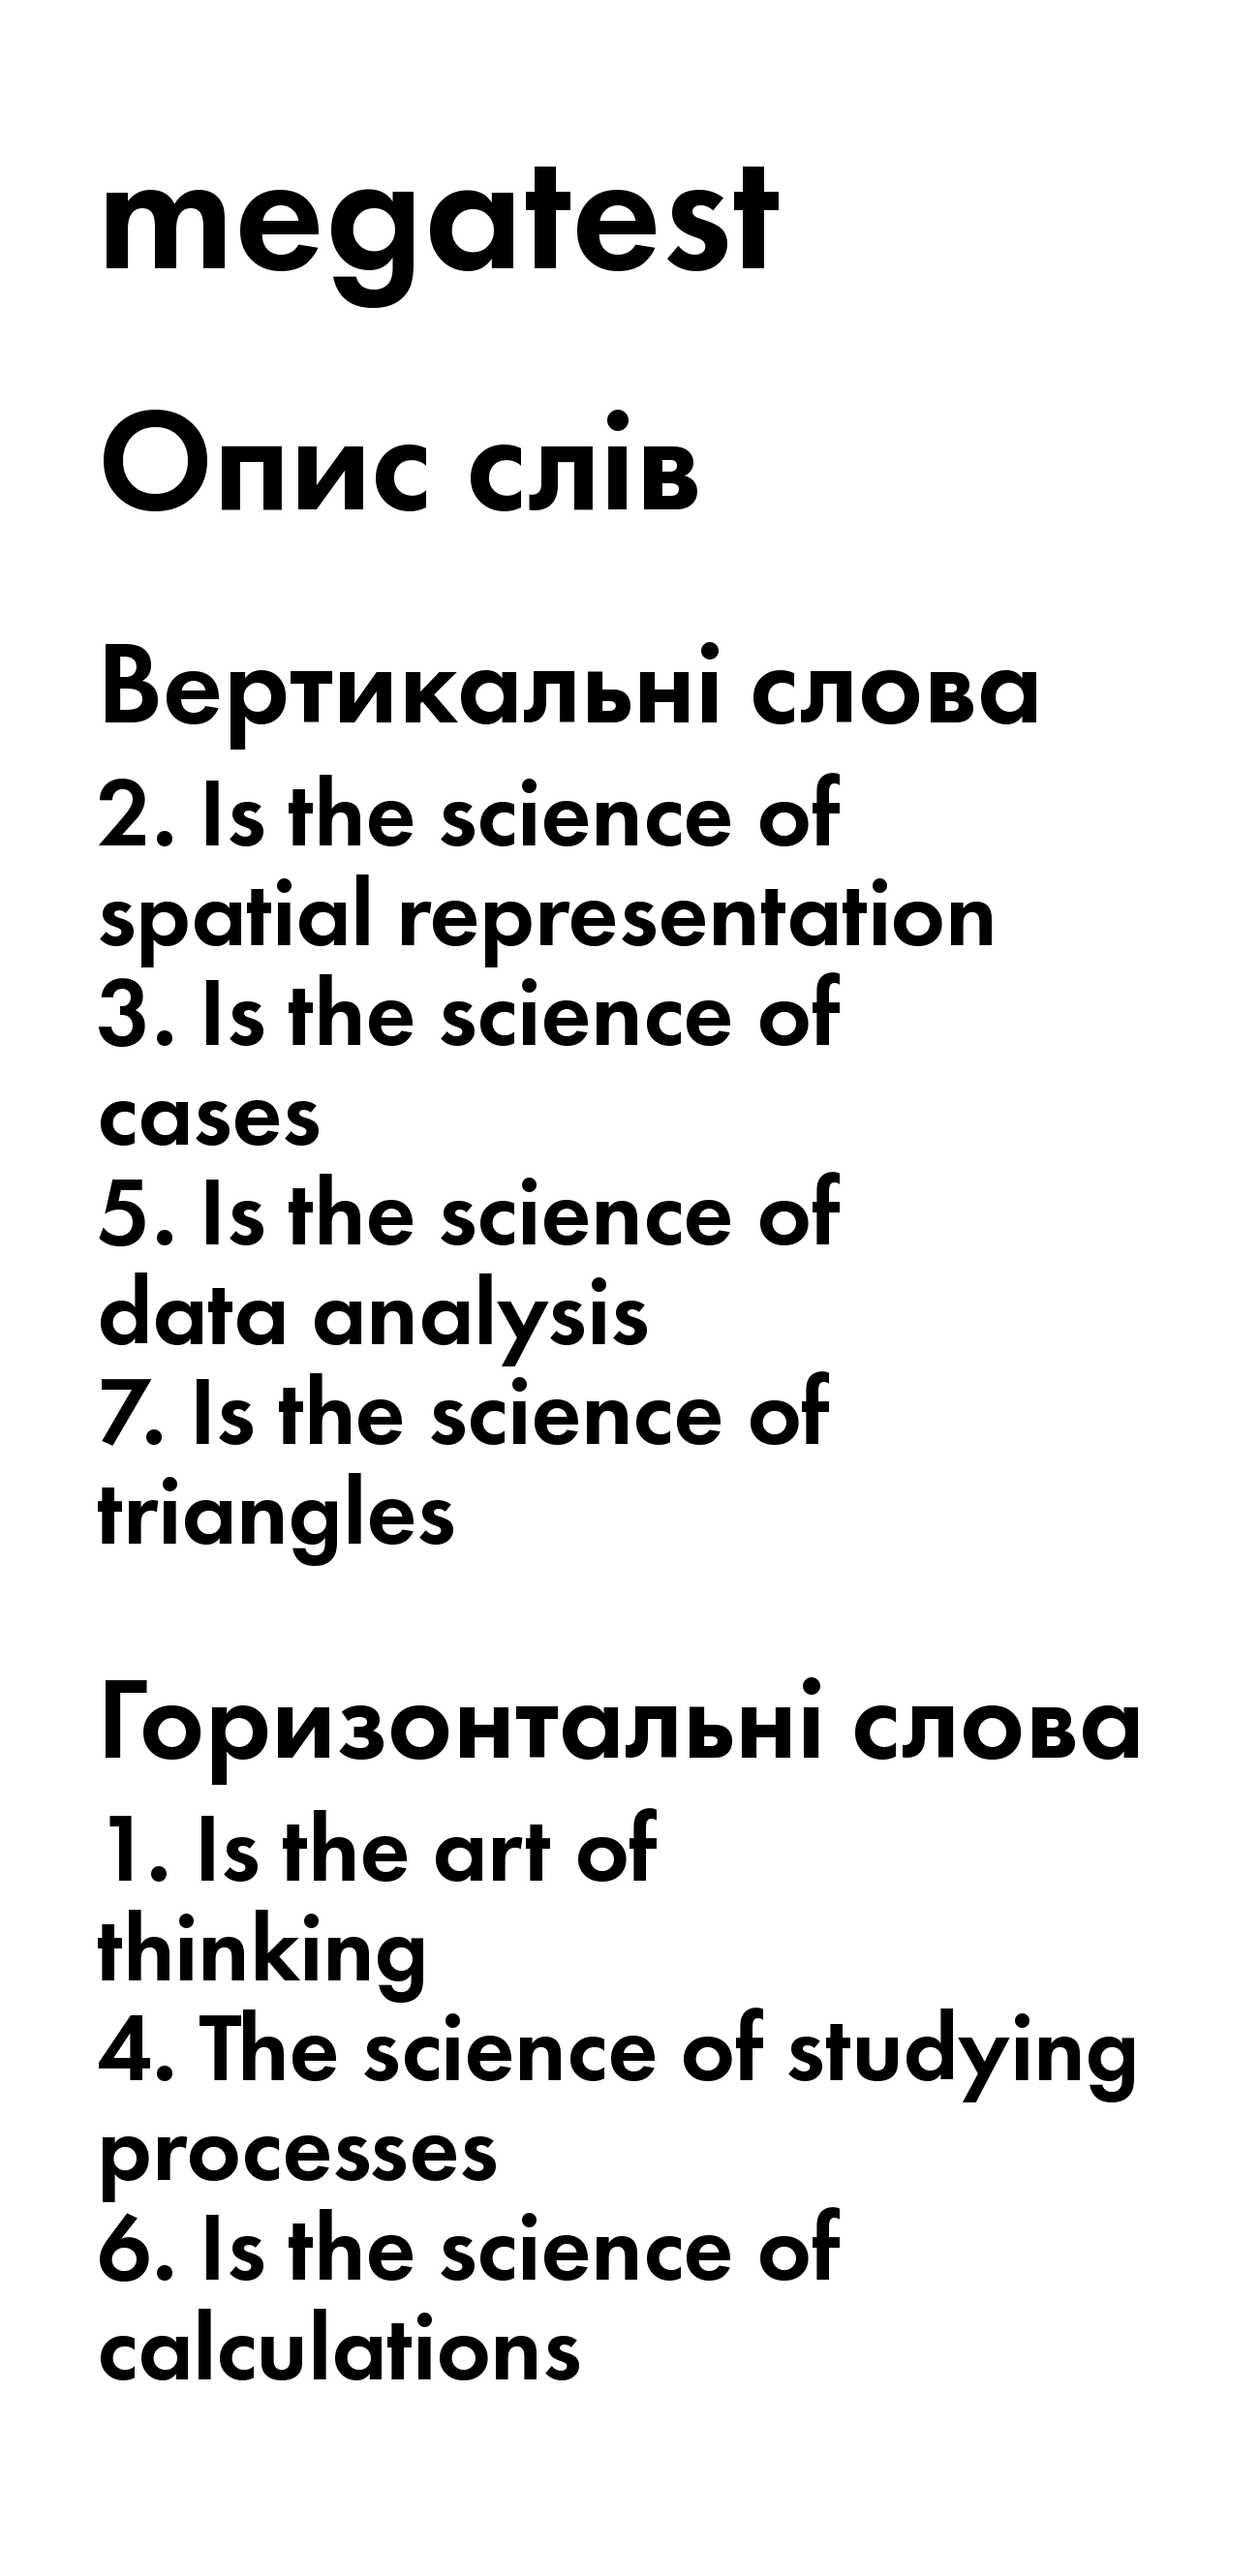 megatest
Опис слів
Вертикальні слова
2. Is the science of
spatial representation
3. Is the science of
cases
5. Is the science of
data analysis
7. Is the science of
triangles
Горизонтальні слова
1. Is the art of
thinking
4. The science of studying
processes
6. Is the science of
calculations